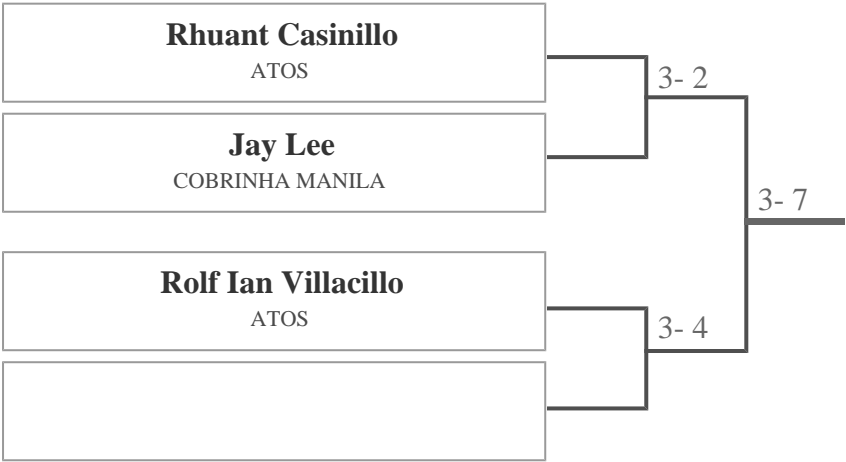 Rhuant Casinillo
ATOS
3- 2
Jay Lee
COBRINHA MANILA
3- 7
Rolf Ian Villacillo
ATOS
3- 4